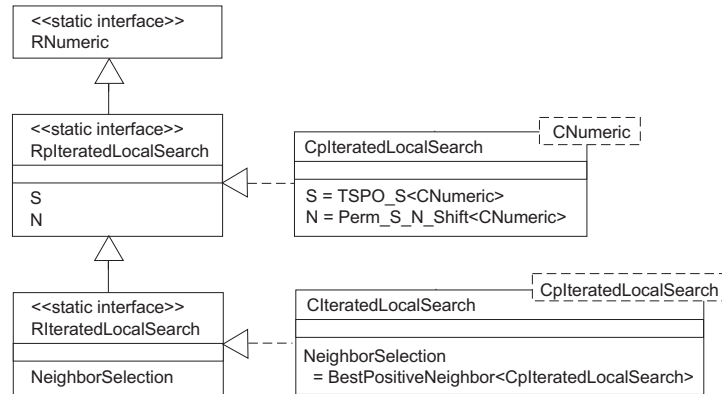 <<static interface>>
RNumeric
<<static interface>>
RpIteratedLocalSearch
S
N
CNumeric
CpIteratedLocalSearch
S = TSPO_S<CNumeric>
N = Perm_S_N_Shift<CNumeric>
<<static interface>>
RIteratedLocalSearch
NeighborSelection
CpIteratedLocalSearch
CIteratedLocalSearch
NeighborSelection
= BestPositiveNeighbor<CpIteratedLocalSearch>